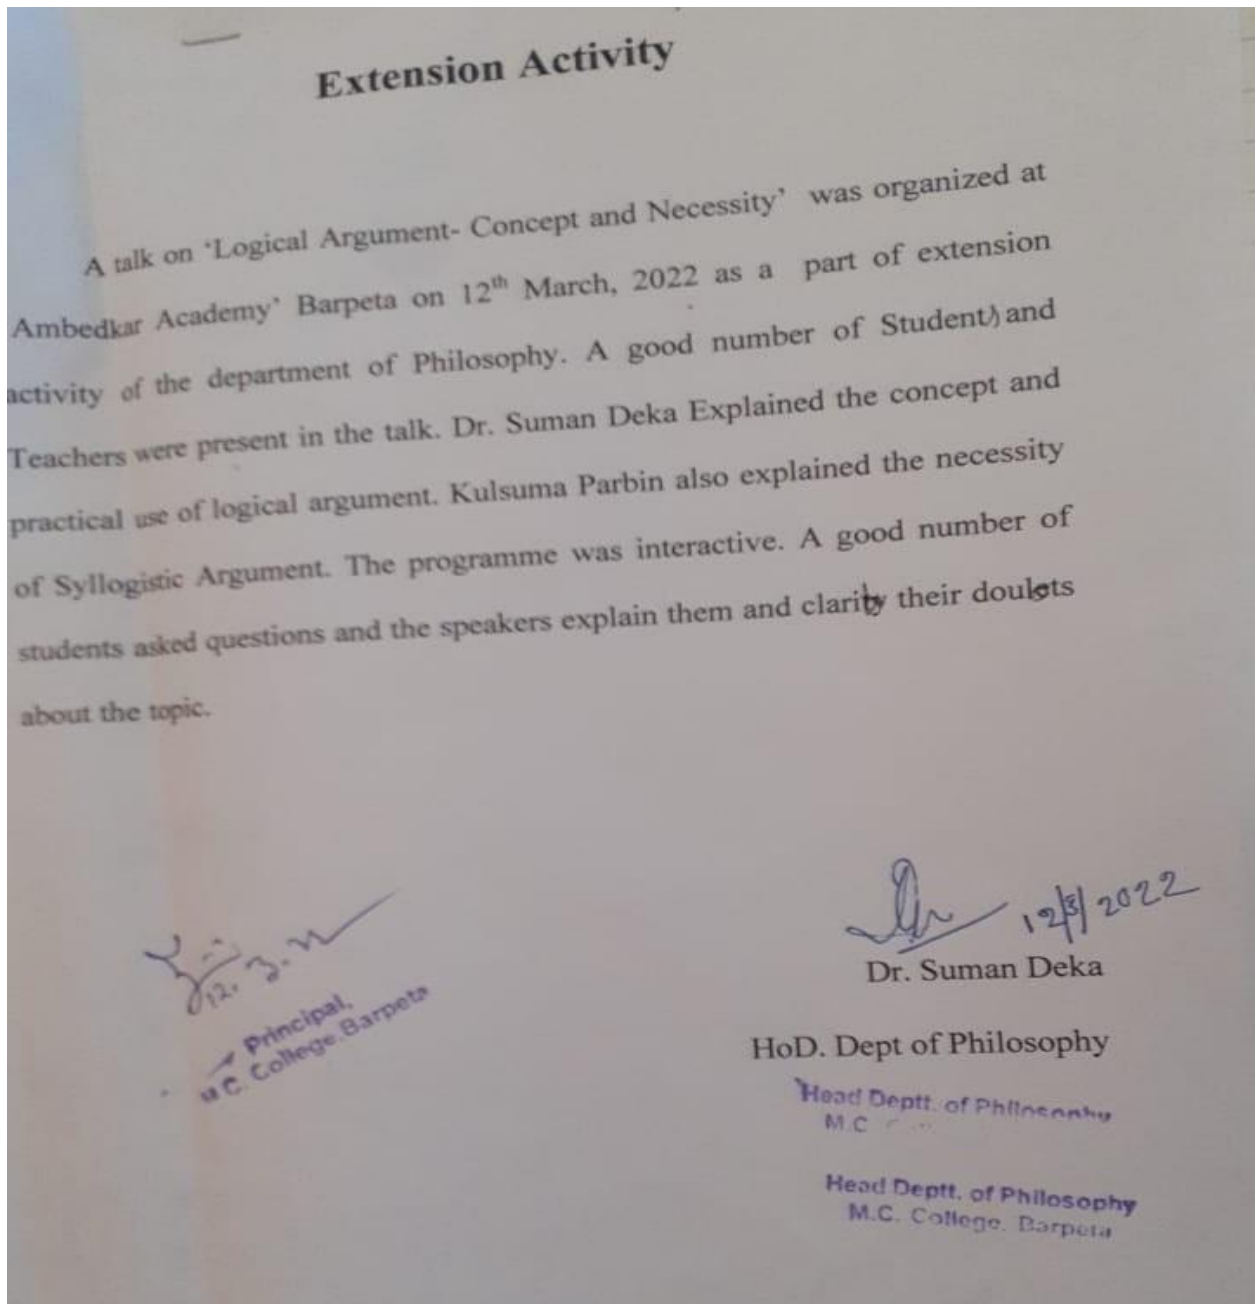 Extension Activity
A talk on ‘Logical Argument- Concept and Necessity’ was organized at
Ambedkar Academy’ Barpeta on 12th March, 2022 as a part of extension
activity of the department of Philosophy. A good number of Student) and
Teachers were present in the talk. Dr. Suman Deka Explained the concept and
practical use of logical argument. Kulsuma Parbin also explained the necessity
of Syllogistic Argument. The programme was interactive. A good number of
students asked questions and the speakers explain them and clarity their doulets
about the topic.
12/3/2022
Dr. Suman Deka
HoD. Dept of Philosophy
Head Deptt. of Philosophy
M.C
Head Deptt. of Philosophy
M.C. College. Barpeta
12.3.
Principal,
M C. College. Barpeta